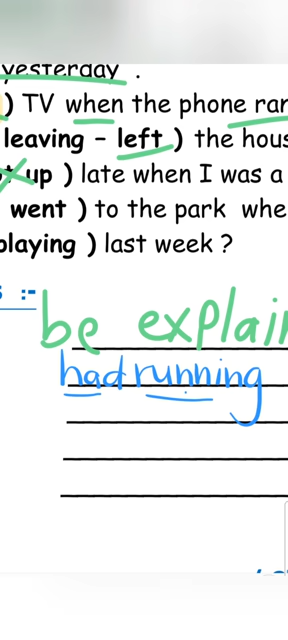 yesterday .
) TV when the phone ran
leaving - left ) the hous
up ) late when I was a
went ) to the park whe
playing ) last week ?
s :-
be explain
had running